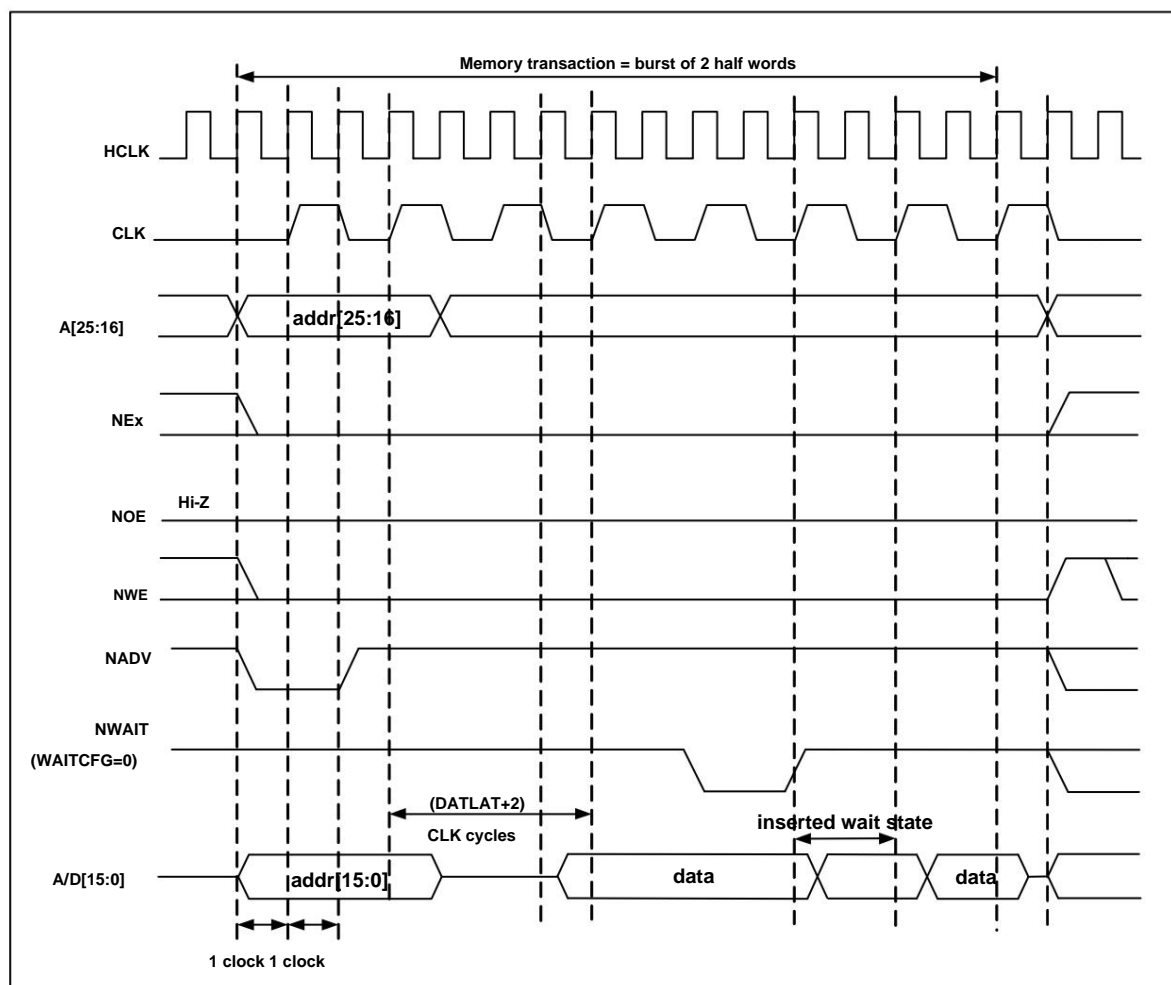 Memory transaction = burst of 2 half words
HCLK
CLK
addr[25:16]
A[25:16]
NEx
Hi-Z
NOE
NWE
NADV
NWAIT
(WAITCFG=0)
(DATLAT+2)
CLK cycles
inserted wait state
A/D[15:0]
addr[15:0]
data
data
1 clock 1 clock